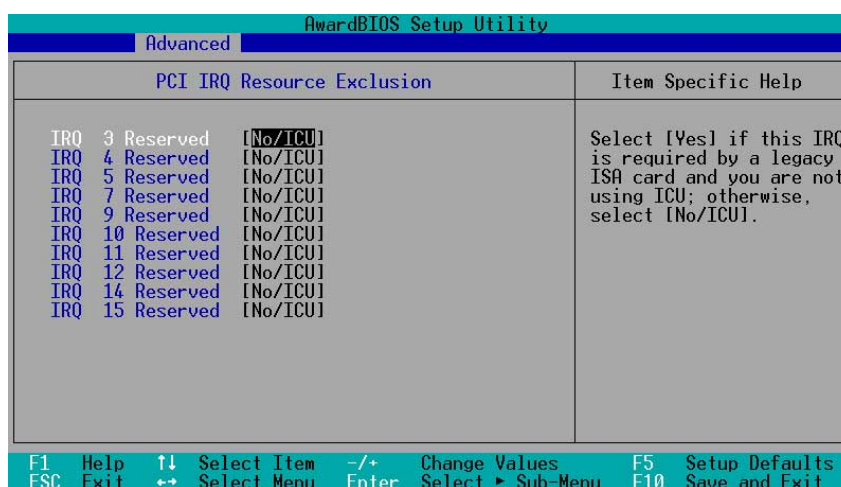 AwardBIOS Setup Utility
Advanced
PCI IRQ Resource Exclusion
IRQ 3 Reserved [No/ICU]
IRQ 4 Reserved [No/ICU]
IRQ 5 Reserved [No/ICU]
IRQ 7 Reserved [No/ICU]
IRQ 9 Reserved [No/ICU]
IRQ 10 Reserved [No/ICU]
IRQ 11 Reserved [No/ICU]
IRQ 12 Reserved [No/ICU]
IRQ 14 Reserved [No/ICU]
IRQ 15 Reserved [No/ICU]
Item Specific Help
Select [Yes] if this IRQ
is required by a legacy
ISA card and you are not
using ICU; otherwise,
select [No/ICU].
F1 Help ↑↓ Select Item -/+ Change Values F5 Setup Defaults
ESC Exit ←→ Select Menu Enter Select ► Sub-Menu F10 Save and Exit